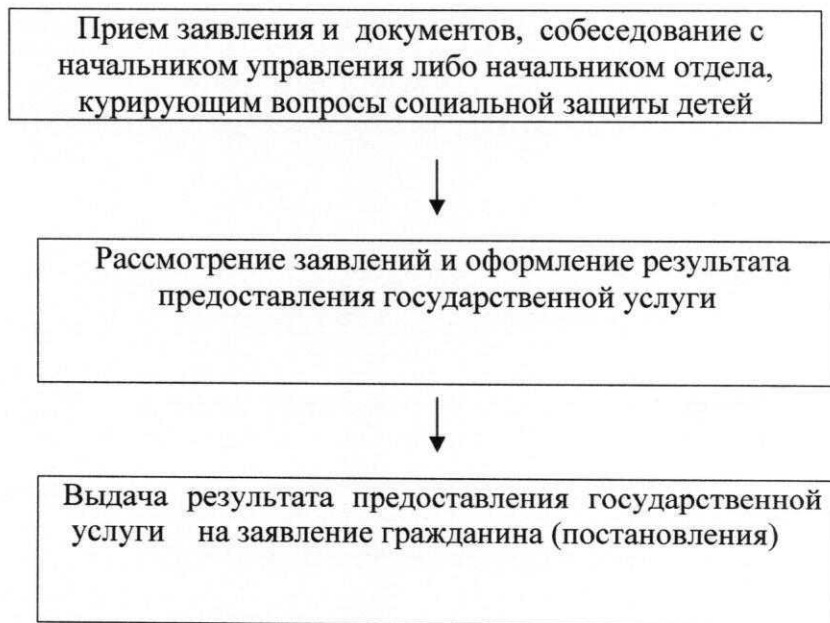 Прием заявления и документов, собеседование с
начальником управления либо начальником отдела,
курирующим вопросы социальной защиты детей
Рассмотрение заявлений и оформление результата
предоставления государственной услуги
Выдача результата предоставления государственной
услуги на заявление гражданина (постановления)